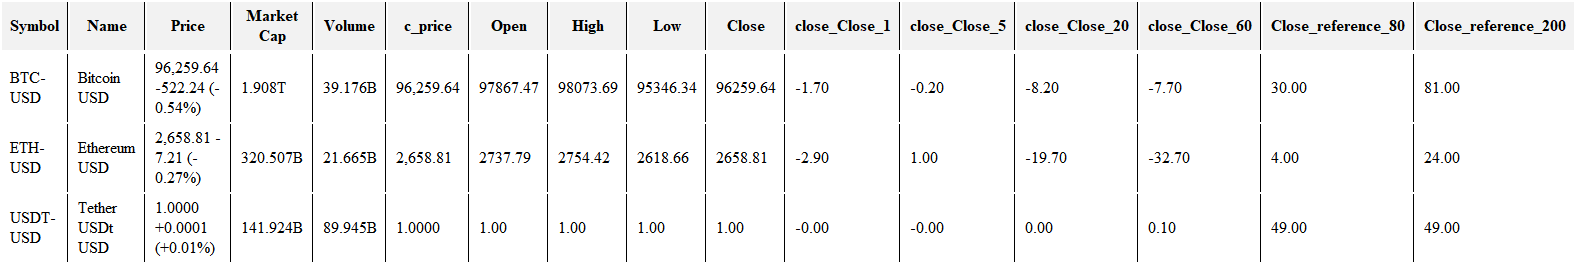 Symbol Name Price Market Cap Volume c_price Open High Low Close close_Close_1 close_Close_5 close_Close_20 close_Close_60 Close_reference_80 Close_reference_200
BTC-USD Bitcoin USD 96,259.64 -522.24 (-0.54%) 1.908T 39.176B 96,259.64 97867.47 98073.69 95346.34 96259.64 -1.70 -0.20 -8.20 -7.70 30.00 81.00
ETH-USD Ethereum USD 2,658.81 -7.21 (-0.27%) 320.507B 21.665B 2,658.81 2737.79 2754.42 2618.66 2658.81 -2.90 1.00 -19.70 -32.70 4.00 24.00
USDT-USD Tether USDt USD 1.0000 +0.0001 (+0.01%) 141.924B 89.945B 1.0000 1.00 1.00 1.00 1.00 -0.00 -0.00 0.00 0.10 49.00 49.00